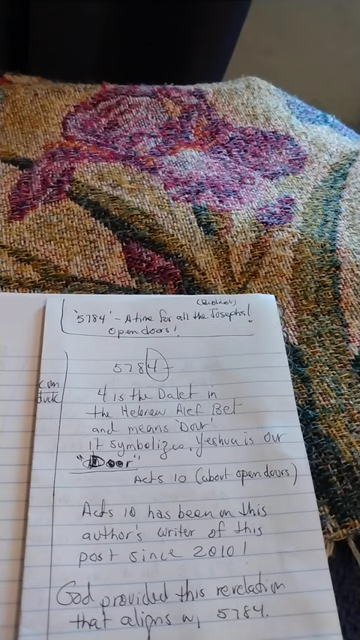 (Biblical)
'5784' - A time for all the Josephs!
Open doors!
5784
4 is the Dalet in
the Hebrew Alef Bet
and means 'Door'.
It symbolizes, Yeshua is our
"Door"
Acts 10 (about open doors)
Acts 10 has been on this
author's writer of this
post since 2010!
God provided this revelation
that aligns w/ 5784.